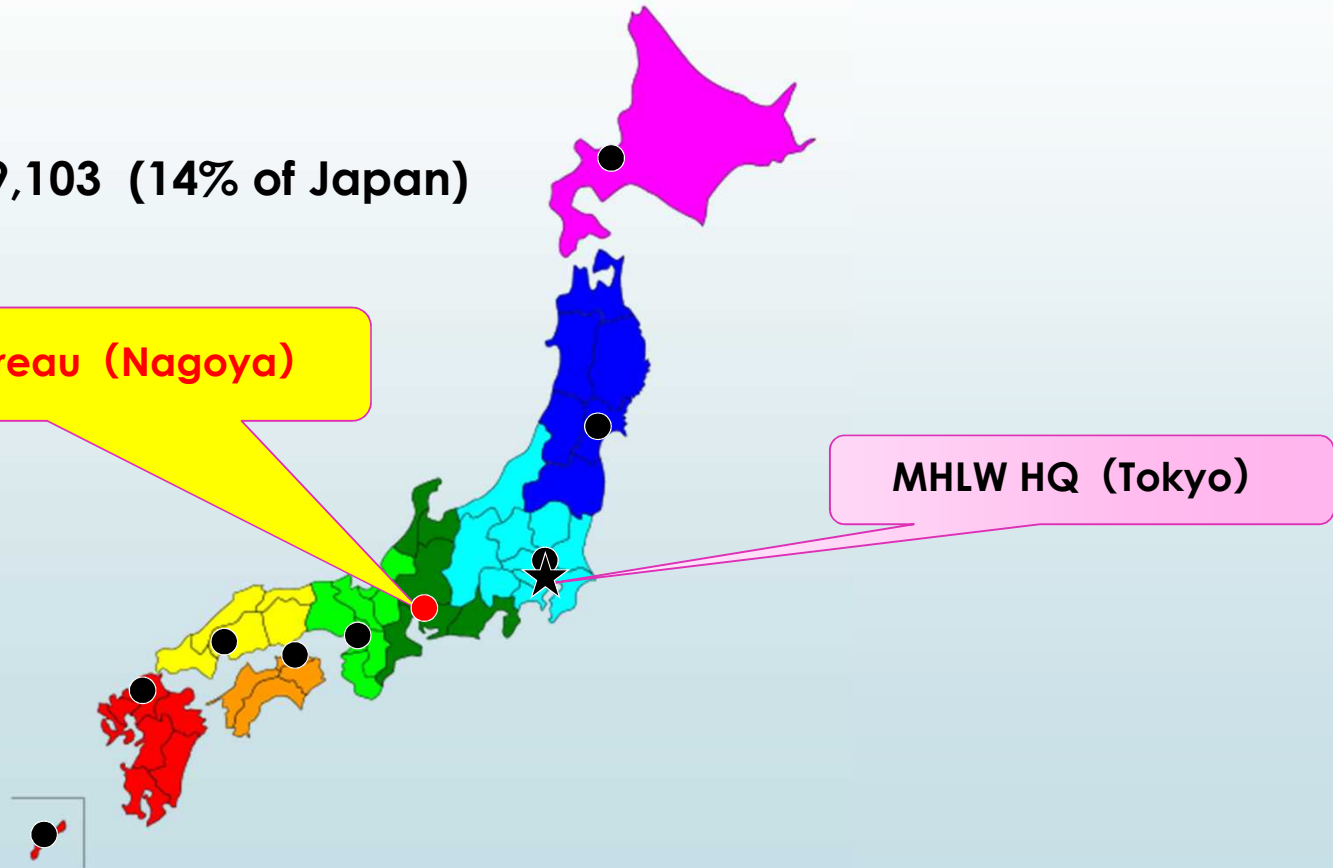 9,103 (14% of Japan)
reau（Nagoya）
MHLW HQ（Tokyo）